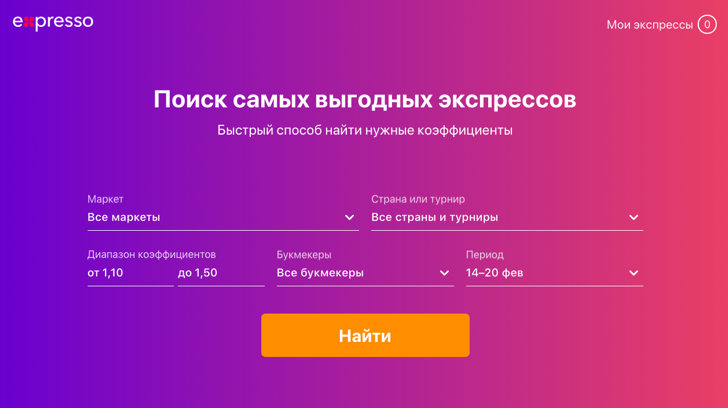 expresso
Мои экспрессы 0
Поиск самых выгодных экспрессов
Быстрый способ найти нужные коэффициенты
Маркет
Все маркеты
Страна или турнир
Все страны и турниры
Диапазон коэффициентов
от 1,10 до 1,50
Букмекеры
Все букмекеры
Период
14–20 фев
Найти